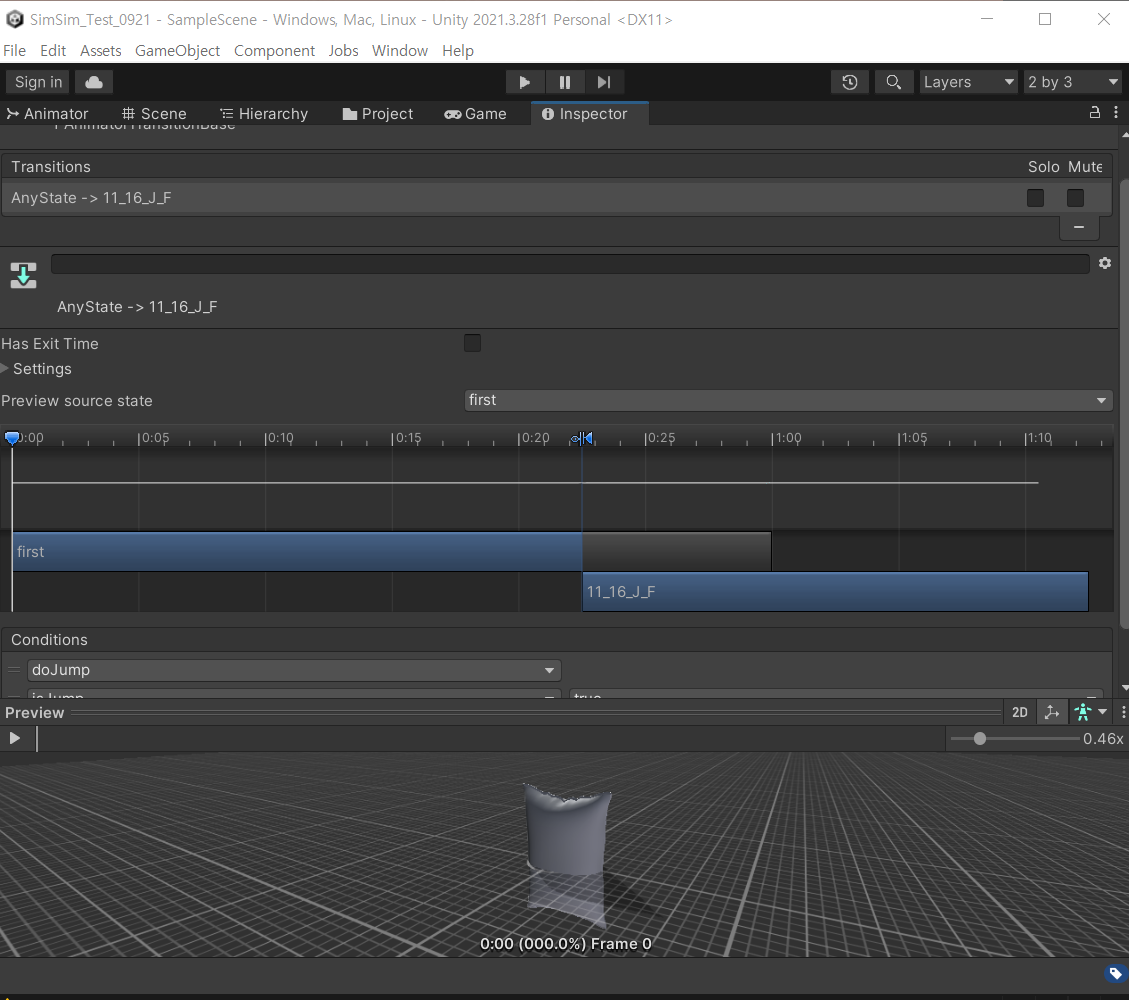 SimSim_Test_0921 - SampleScene - Windows, Mac, Linux - Unity 2021.3.28f1 Personal <DX11>
File Edit Assets GameObject Component Jobs Window Help
Sign in Layers 2 by 3
Animator Scene Hierarchy Project Game Inspector
1 AnimatorTransitionBase
Transitions Solo Mute
AnyState -> 11_16_J_F
AnyState -> 11_16_J_F
Has Exit Time
Settings
Preview source state first
0:00 0:05 0:10 0:15 0:20 0:25 1:00 1:05 1:10
first
11_16_J_F
Conditions
doJump
isJump true
Preview 2D
0.46x
0:00 (000.0%) Frame 0